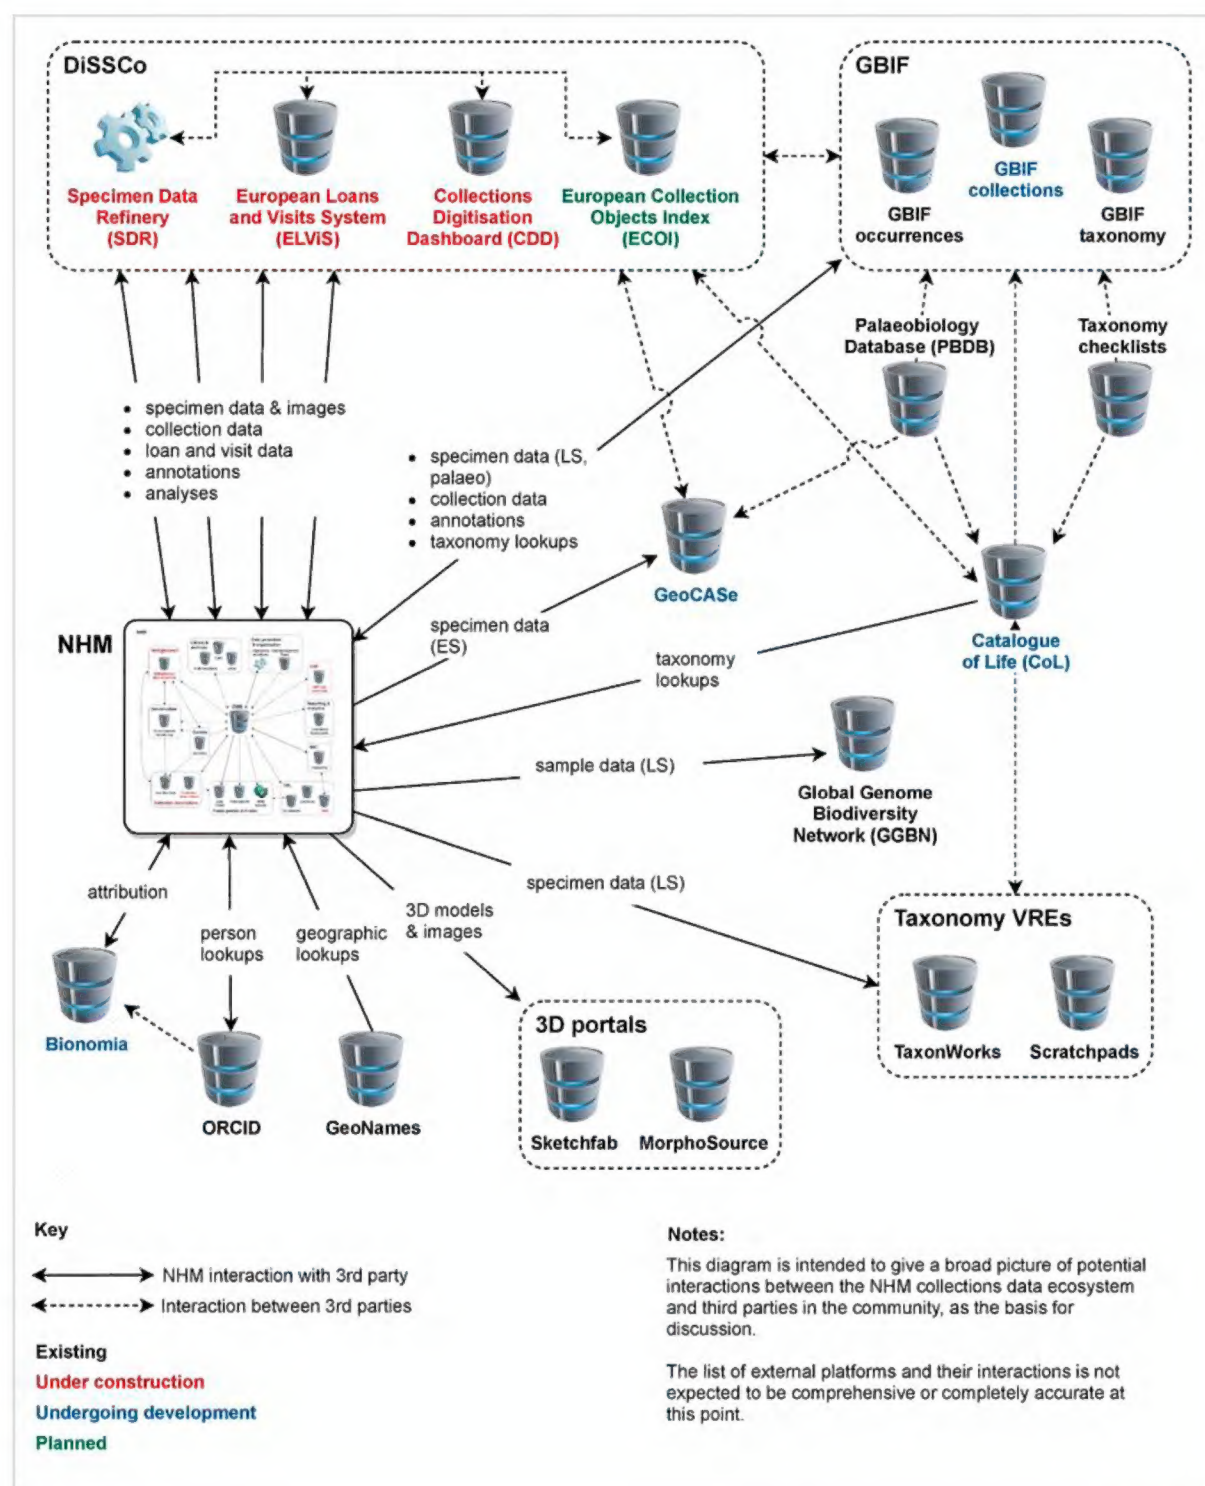 DiSSCo
Specimen Data
Refinery
(SDR)
European Loans
and Visits System
(ELViS)
Collections
Digitisation
Dashboard (CDD)
European Collection
Objects Index
(ECOI)
GBIF
GBIF
occurrences
GBIF
collections
GBIF
taxonomy
Palaeobiology
Database (PBDB)
Taxonomy
checklists
• specimen data & images
• collection data
• loan and visit data
• annotations
• analyses
• specimen data (LS,
palaeo)
• collection data
• annotations
• taxonomy lookups
GeoCASe
Catalogue
of Life (CoL)
NHM
specimen data
(ES)
taxonomy
lookups
sample data (LS)
Global Genome
Biodiversity
Network (GGBN)
specimen data (LS)
attribution
person
lookups
geographic
lookups
3D models
& images
Bionomia
ORCID
GeoNames
3D portals
Sketchfab
MorphoSource
Taxonomy VREs
TaxonWorks
Scratchpads
Key
NHM interaction with 3rd party
Interaction between 3rd parties
Existing
Under construction
Undergoing development
Planned
Notes:
This diagram is intended to give a broad picture of potential
interactions between the NHM collections data ecosystem
and third parties in the community, as the basis for
discussion.
The list of external platforms and their interactions is not
expected to be comprehensive or completely accurate at
this point.